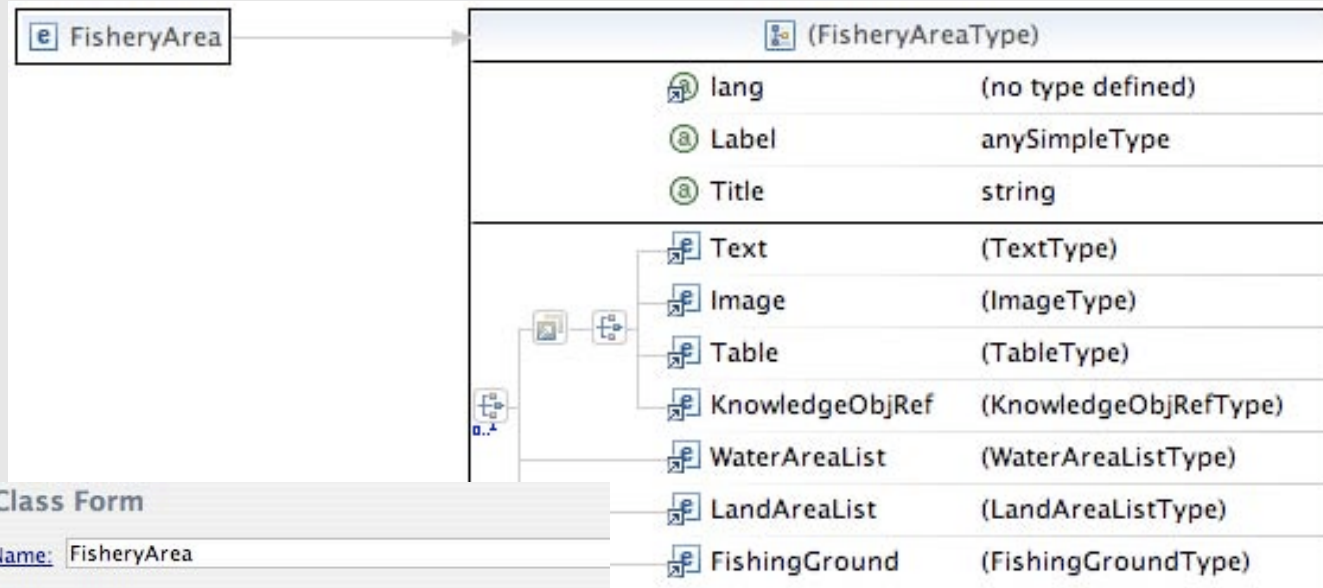 e FisheryArea
(FisheryAreaType)
a lang (no type defined)
a Label anySimpleType
a Title string
e Text (TextType)
e Image (ImageType)
e Table (TableType)
e KnowledgeObjRef (KnowledgeObjRefType)
0..*
e WaterAreaList (WaterAreaListType)
Class Form
e LandAreaList (LandAreaListType)
Name: FisheryArea
e FishingGround (FishingGroundType)